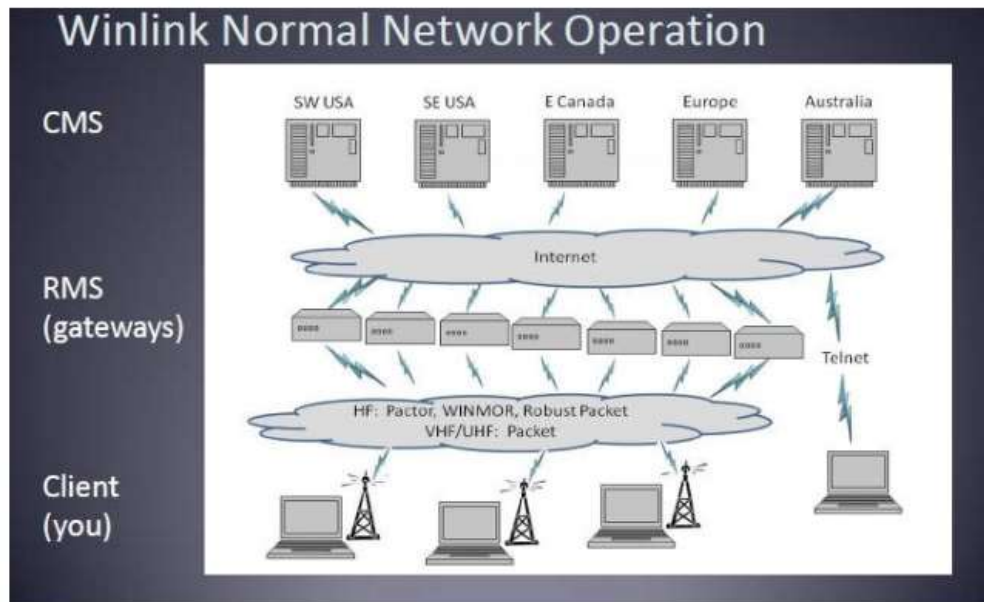 Winlink Normal Network Operation
CMS
SW USA
SE USA
E Canada
Europe
Australia
Internet
RMS
(gateways)
Telnet
HF: Pactor, WINMOR, Robust Packet
VHF/UHF: Packet
Client
(you)